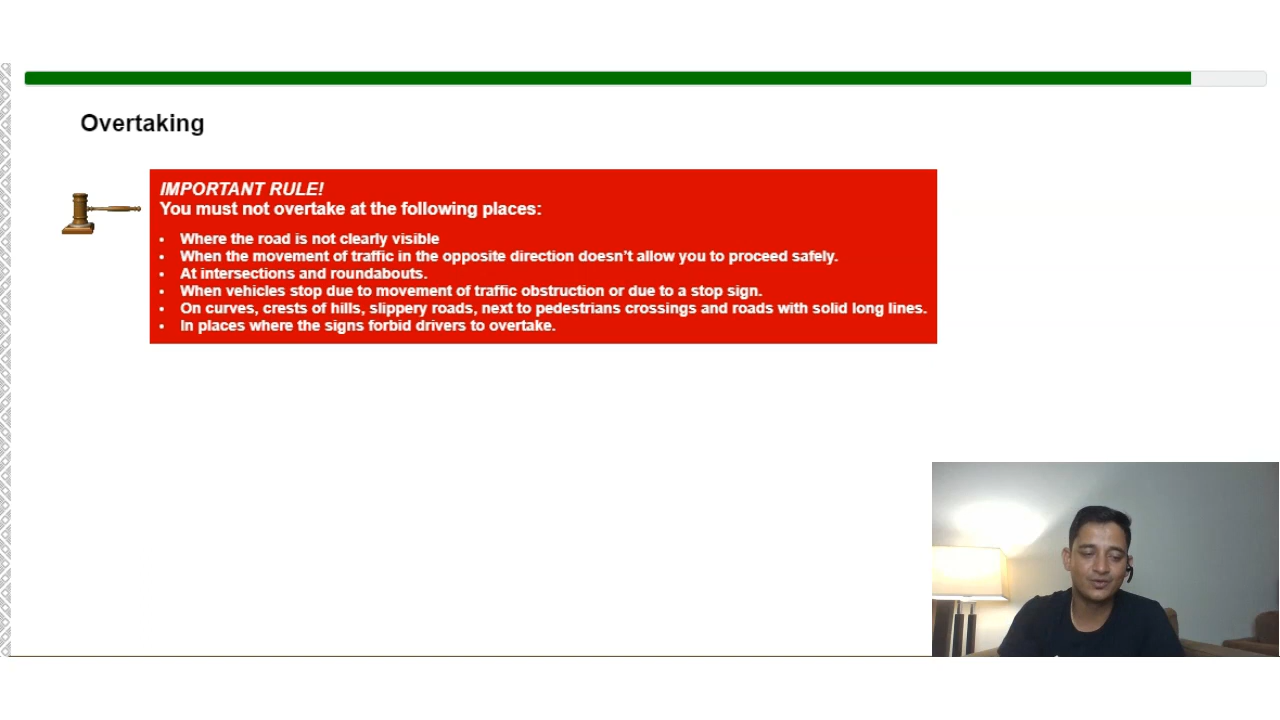 Overtaking
IMPORTANT RULE!
You must not overtake at the following places:
• Where the road is not clearly visible
• When the movement of traffic in the opposite direction doesn’t allow you to proceed safely.
• At intersections and roundabouts.
• When vehicles stop due to movement of traffic obstruction or due to a stop sign.
• On curves, crests of hills, slippery roads, next to pedestrians crossings and roads with solid long lines.
• In places where the signs forbid drivers to overtake.